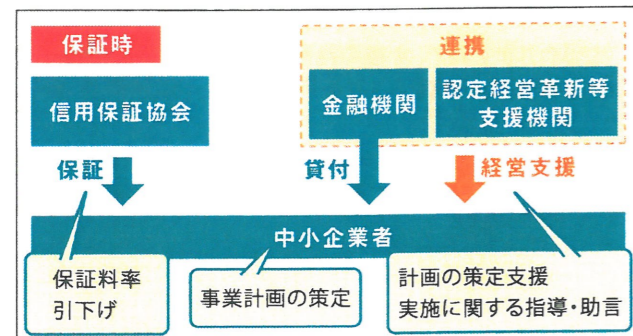 保証時
連携
信用保証協会
金融機関
認定経営革新等
支援機関
保証
貸付
経営支援
中小企業者
保証料率
引下げ
事業計画の策定
計画の策定支援
実施に関する指導・助言